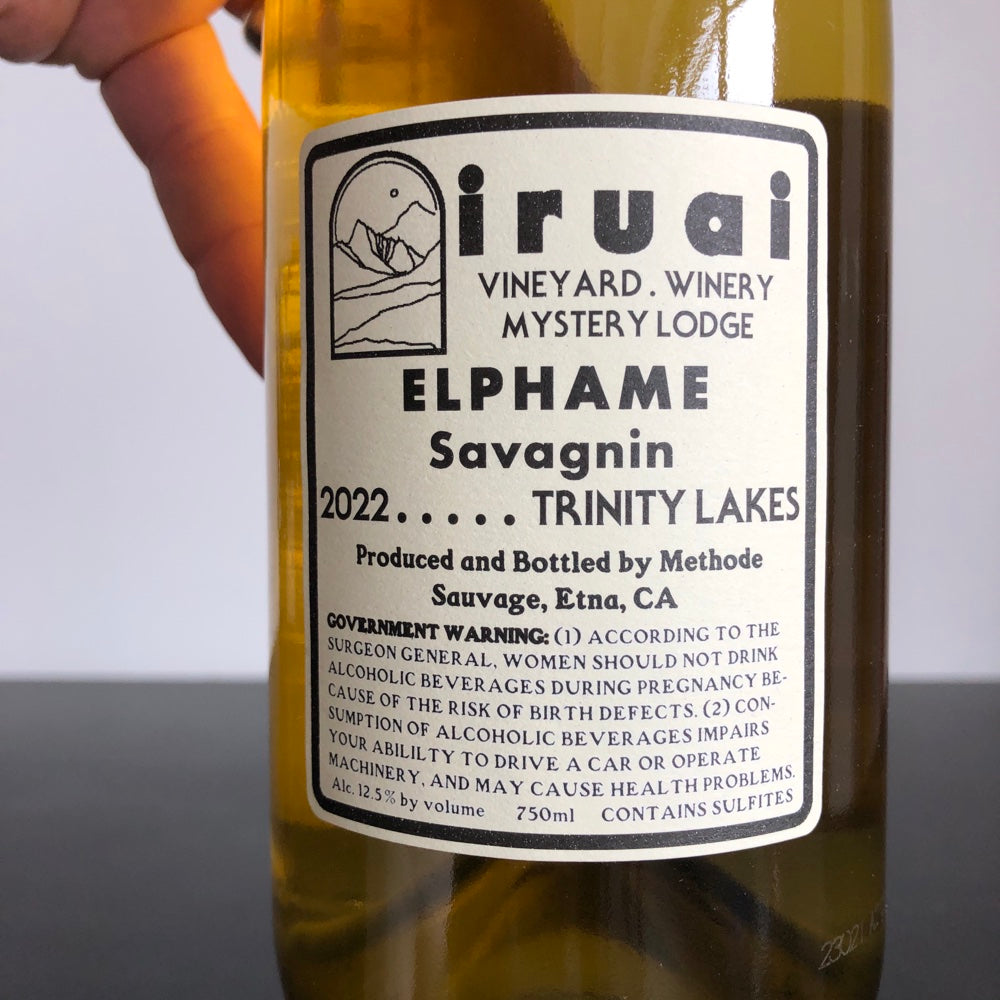 iruai
VINEYARD . WINERY
MYSTERY LODGE
ELPHAME
Savagnin
2022..... TRINITY LAKES
Produced and Bottled by Methode
Sauvage, Etna, CA
GOVERNMENT WARNING: (1) ACCORDING TO THE
SURGEON GENERAL, WOMEN SHOULD NOT DRINK
ALCOHOLIC BEVERAGES DURING PREGNANCY BE-
CAUSE OF THE RISK OF BIRTH DEFECTS. (2) CON-
SUMPTION OF ALCOHOLIC BEVERAGES IMPAIRS
YOUR ABILILTY TO DRIVE A CAR OR OPERATE
MACHINERY, AND MAY CAUSE HEALTH PROBLEMS.
Alc. 12.5% by volume 750ml CONTAINS SULFITES
23021